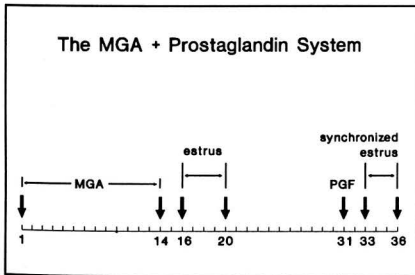 The MGA + Prostaglandin System
estrus
synchronized
estrus
MGA
PGF
1 14 16 20 31 33 36